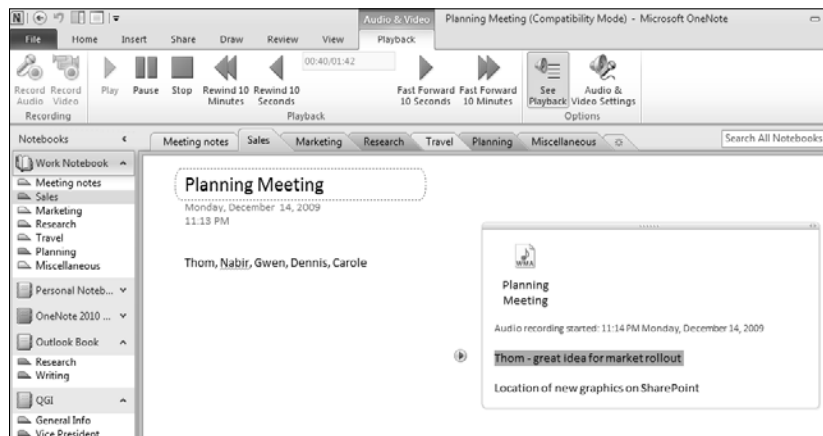 Audio & Video
Planning Meeting (Compatibility Mode) - Microsoft OneNote
File Home Insert Share Draw Review View Playback
00:40/01:42
Record Audio
Record Video
Play
Pause
Stop
Rewind 10 Minutes
Rewind 10 Seconds
Fast Forward 10 Seconds
Fast Forward 10 Minutes
See Playback
Audio & Video Settings
Recording
Playback
Options
Notebooks
Meeting notes Sales Marketing Research Travel Planning Miscellaneous
Search All Notebooks
Work Notebook
Meeting notes
Sales
Marketing
Research
Travel
Planning
Miscellaneous
Personal Noteb...
OneNote 2010 ...
Outlook Book
Research
Writing
QGI
General Info
Vice President
Planning Meeting
Monday, December 14, 2009
11:13 PM
Thom, Nabir, Gwen, Dennis, Carole
WMA
Planning
Meeting
Audio recording started: 11:14 PM Monday, December 14, 2009
Thom - great idea for market rollout
Location of new graphics on SharePoint